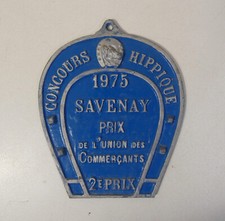 CONCOURS HIPPIQUE
1975
SAVENAY
PRIX
DE L'UNION DES
COMMERÇANTS
2E PRIX